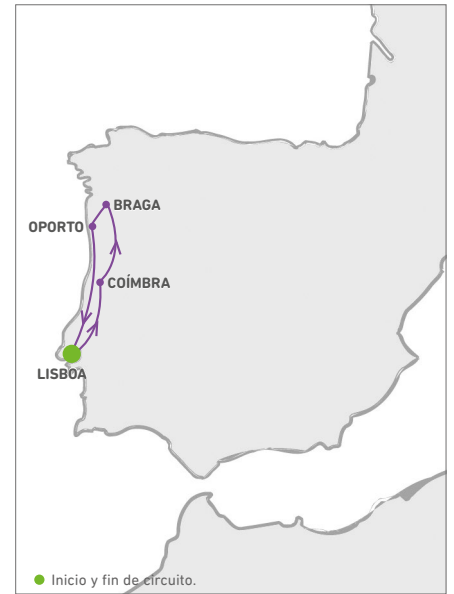 BRAGA
OPORTO
COÍMBRA
LISBOA
Inicio y fin de circuito.